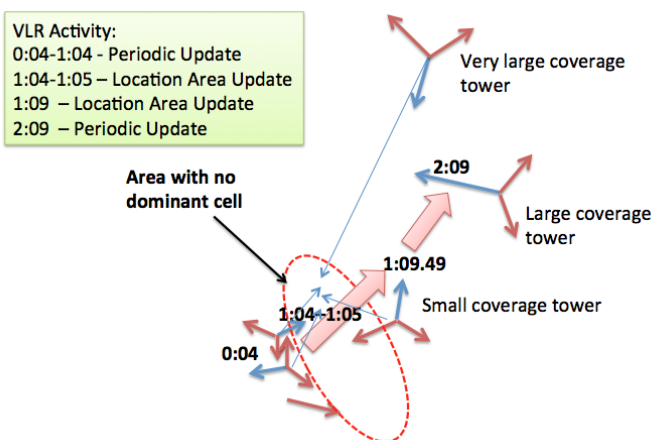 VLR Activity:
0:04-1:04 - Periodic Update
1:04-1:05 – Location Area Update
1:09 – Location Area Update
2:09 – Periodic Update
Very large coverage
tower
Area with no
dominant cell
2:09
Large coverage
tower
1:09.49
Small coverage tower
1:04-1:05
0:04